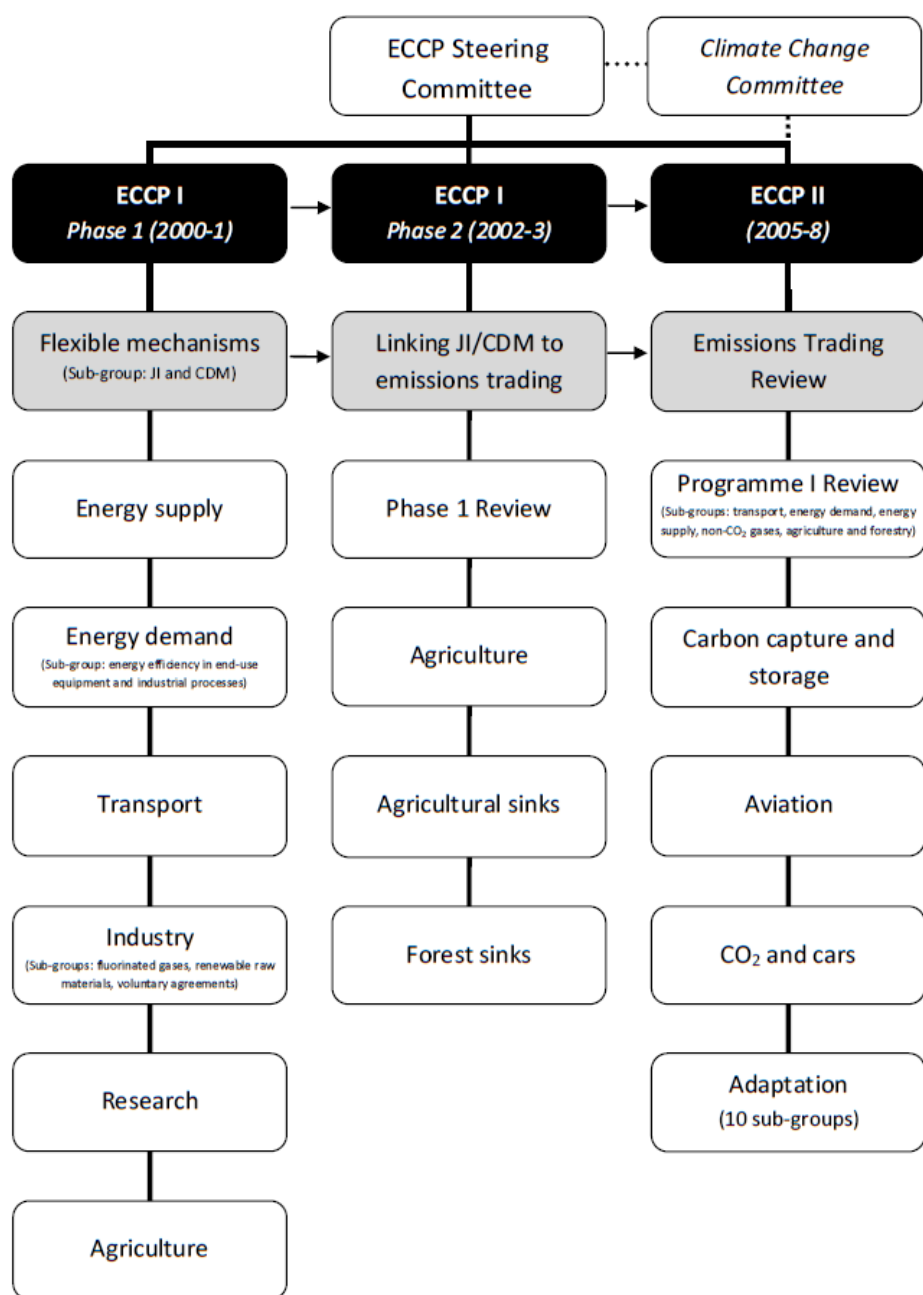 ECCP Steering
Committee
Climate Change
Committee
ECCP I
Phase 1 (2000-1)
ECCP I
Phase 2 (2002-3)
ECCP II
(2005-8)
Flexible mechanisms
(Sub-group: JI and CDM)
Linking JI/CDM to
emissions trading
Emissions Trading
Review
Energy supply
Phase 1 Review
Programme I Review
(Sub-groups: transport, energy demand, energy
supply, non-CO₂ gases, agriculture and forestry)
Energy demand
(Sub-group: energy efficiency in end-use
equipment and industrial processes)
Agriculture
Carbon capture and
storage
Transport
Agricultural sinks
Aviation
Industry
(Sub-groups: fluorinated gases, renewable raw
materials, voluntary agreements)
Forest sinks
CO₂ and cars
Research
Adaptation
(10 sub-groups)
Agriculture